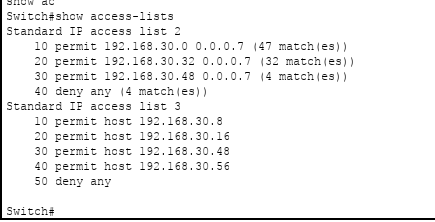 show ac
Switch#show access-lists
Standard IP access list 2
    10 permit 192.168.30.0 0.0.0.7 (47 match(es))
    20 permit 192.168.30.32 0.0.0.7 (32 match(es))
    30 permit 192.168.30.48 0.0.0.7 (4 match(es))
    40 deny any (4 match(es))
Standard IP access list 3
    10 permit host 192.168.30.8
    20 permit host 192.168.30.16
    30 permit host 192.168.30.48
    40 permit host 192.168.30.56
    50 deny any
Switch#